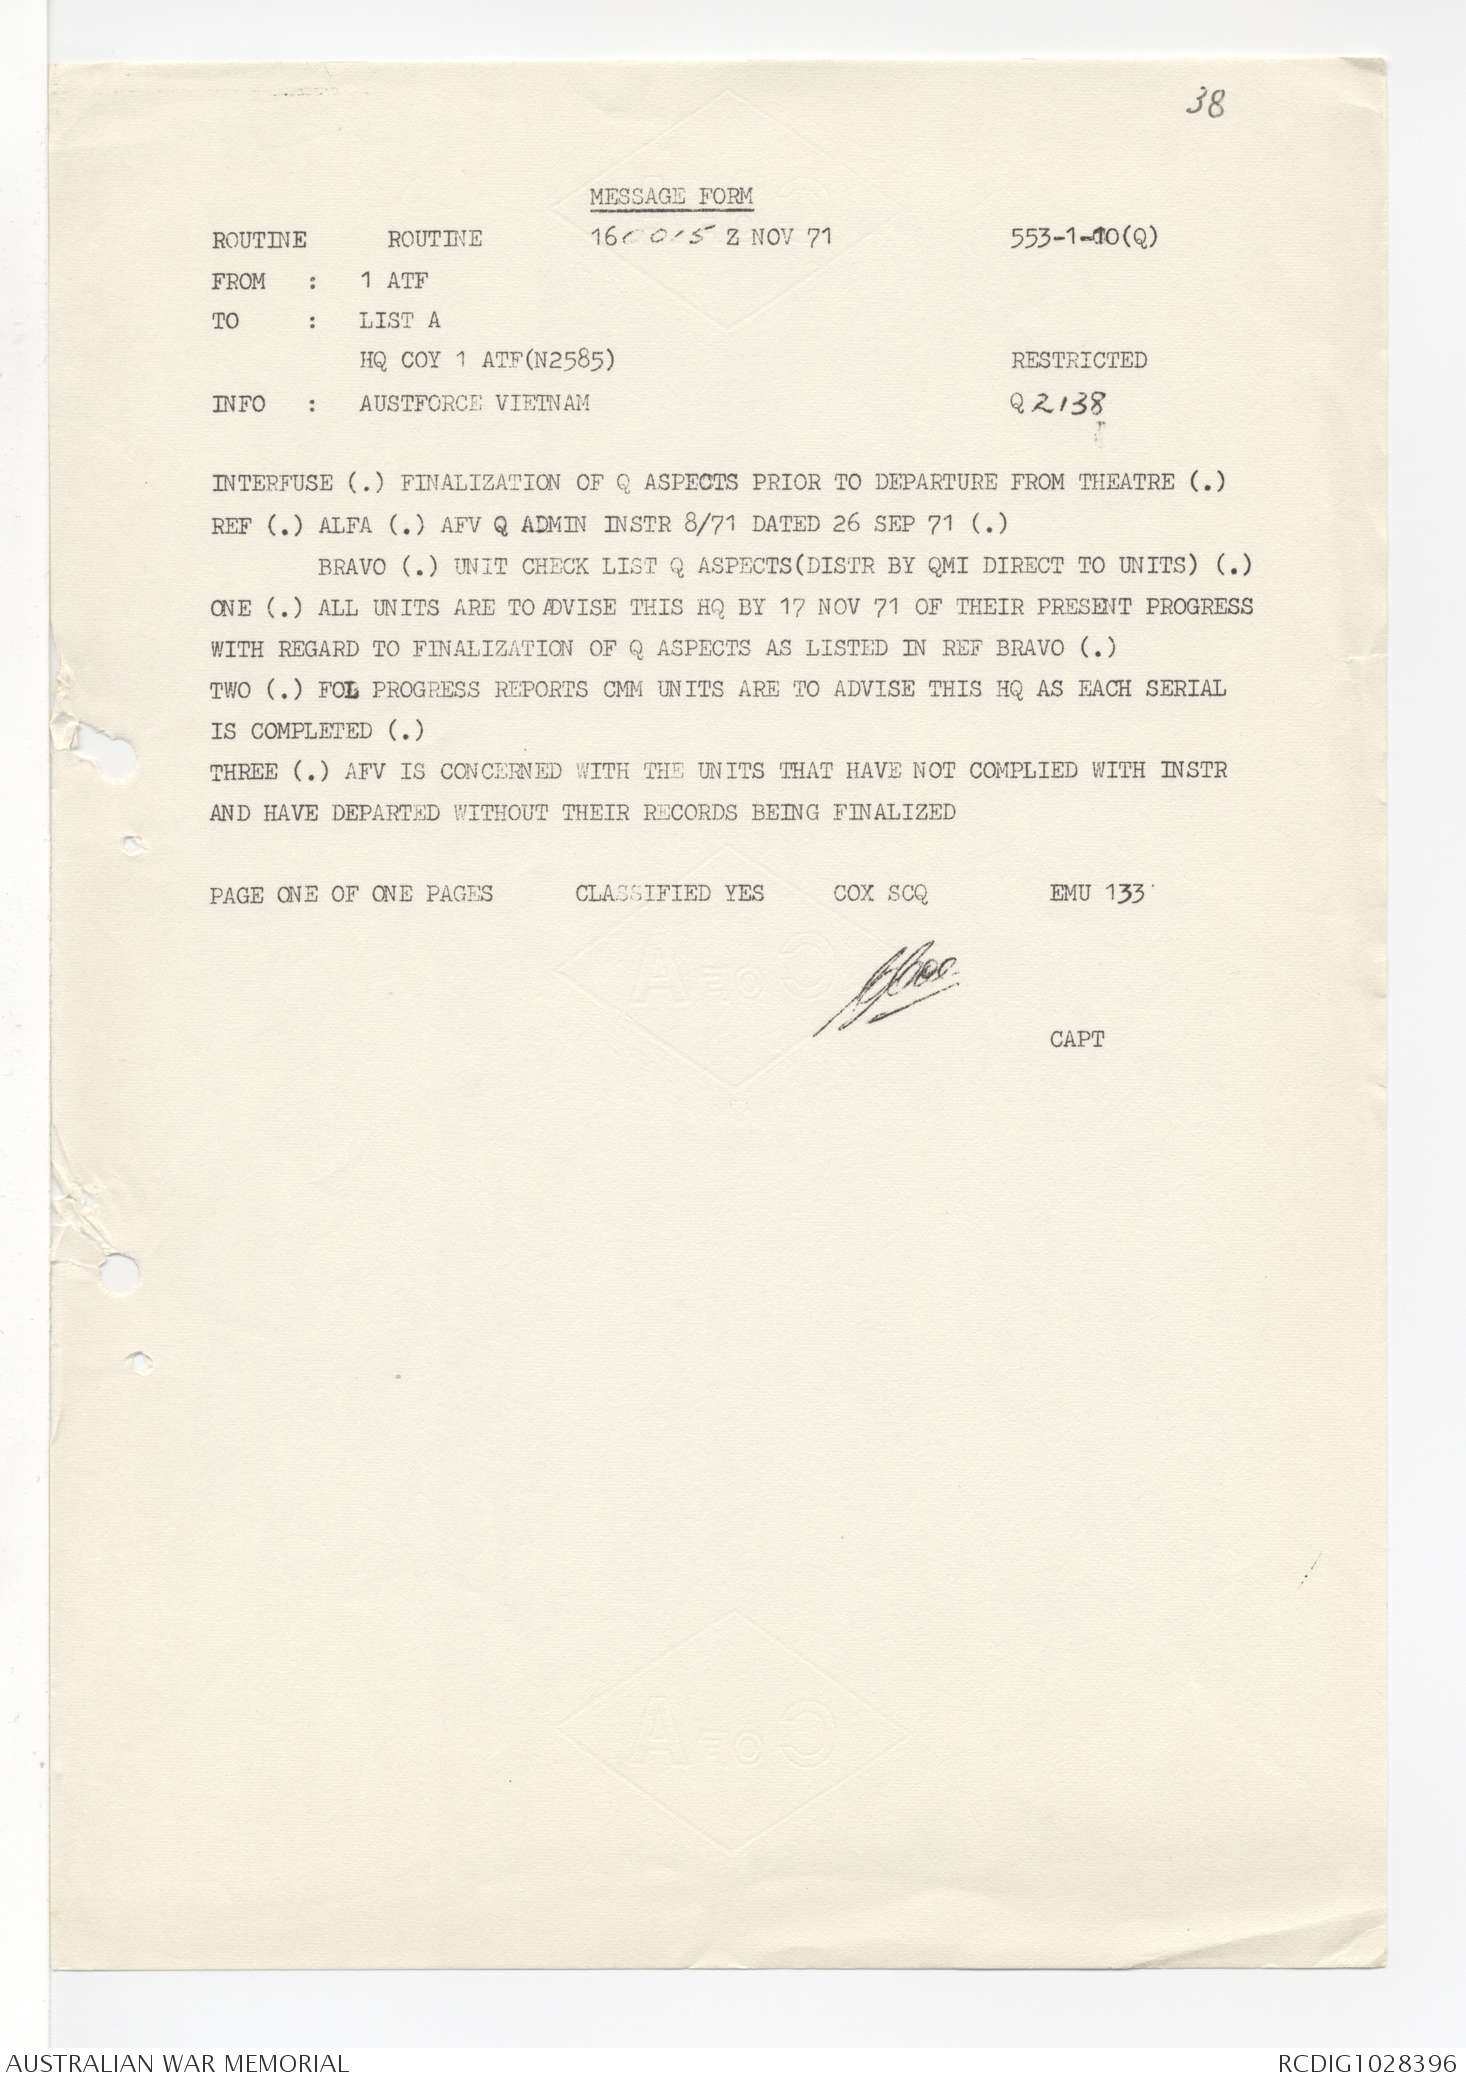 38
MESSAGE FORM
ROUTINE ROUTINE 160015 Z NOV 71 553-1-10(Q)
FROM : 1 ATF
TO : LIST A
HQ COY 1 ATF(N2585) RESTRICTED
INFO : AUSTFORCE VIETNAM Q 2138
INTERFUSE (.) FINALIZATION OF Q ASPECTS PRIOR TO DEPARTURE FROM THEATRE (.)
REF (.) ALFA (.) AFV Q ADMIN INSTR 8/71 DATED 26 SEP 71 (.)
BRAVO (.) UNIT CHECK LIST Q ASPECTS(DISTR BY QMI DIRECT TO UNITS) (.)
ONE (.) ALL UNITS ARE TO ADVISE THIS HQ BY 17 NOV 71 OF THEIR PRESENT PROGRESS
WITH REGARD TO FINALIZATION OF Q ASPECTS AS LISTED IN REF BRAVO (.)
TWO (.) FOL PROGRESS REPORTS CMM UNITS ARE TO ADVISE THIS HQ AS EACH SERIAL
IS COMPLETED (.)
THREE (.) AFV IS CONCERNED WITH THE UNITS THAT HAVE NOT COMPLIED WITH INSTR
AND HAVE DEPARTED WITHOUT THEIR RECORDS BEING FINALIZED
PAGE ONE OF ONE PAGES CLASSIFIED YES COX SCQ EMU 133
CAPT
AUSTRALIAN WAR MEMORIAL RCDIG1028396